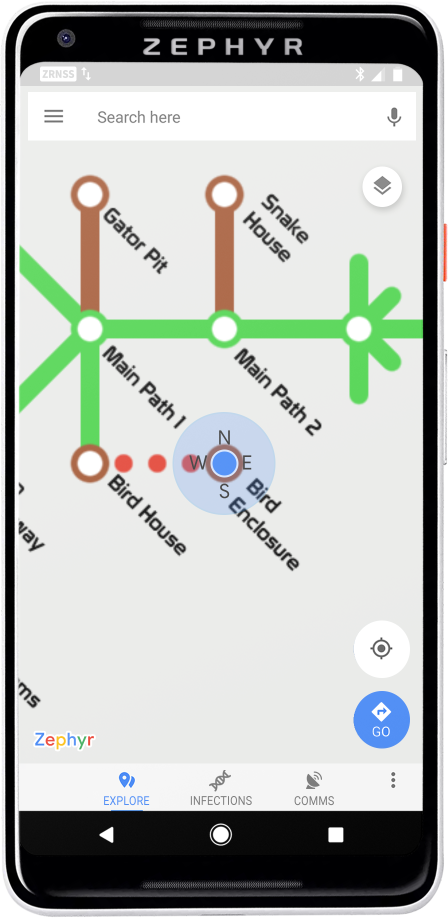 ZEPHYR
ZRNSS
Search here
Gator Pit
Snake
House
Main Path 1
Main Path 2
N
W E
S
Bird House
Bird
Enclosure
way
ms
Zephyr
GO
EXPLORE INFECTIONS COMMS